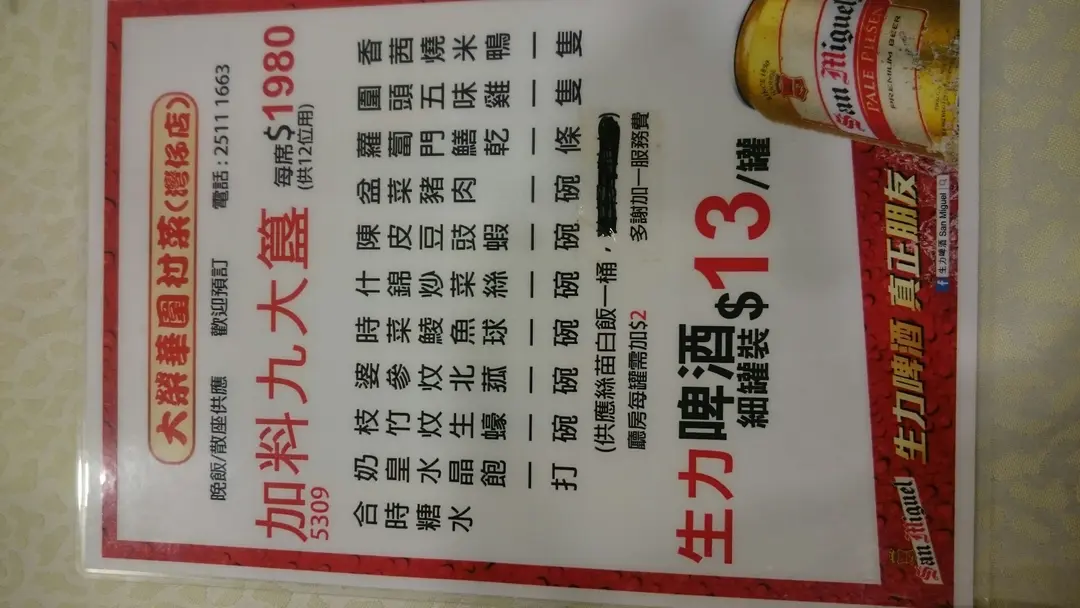 大榮華圍村菜(灣仔店)
晚飯/散座供應 歡迎預訂 電話：2511 1663
加料九大簋 每席$1980
5309 (供12位用)
香茜燒米鴨一隻
圍頭五味雞一隻
蘿蔔門鱔乾一條
盆菜豬肉一碗
陳皮豆豉蝦一碗
什錦炒菜絲一碗
時菜鯪魚球一碗
婆參炆北菰一碗
枝竹炆生蠔一碗
奶皇水晶飽一打
合時糖水
(供應絲苗白飯一桶， )
廳房每罐需加$2 多謝加一服務費
生力啤酒 $13/罐
細罐裝
San Miguel
PALE PILSEN
PREMIUM BEER
San Miguel 生力啤酒 真正朋友
f 生力啤酒 San Miguel